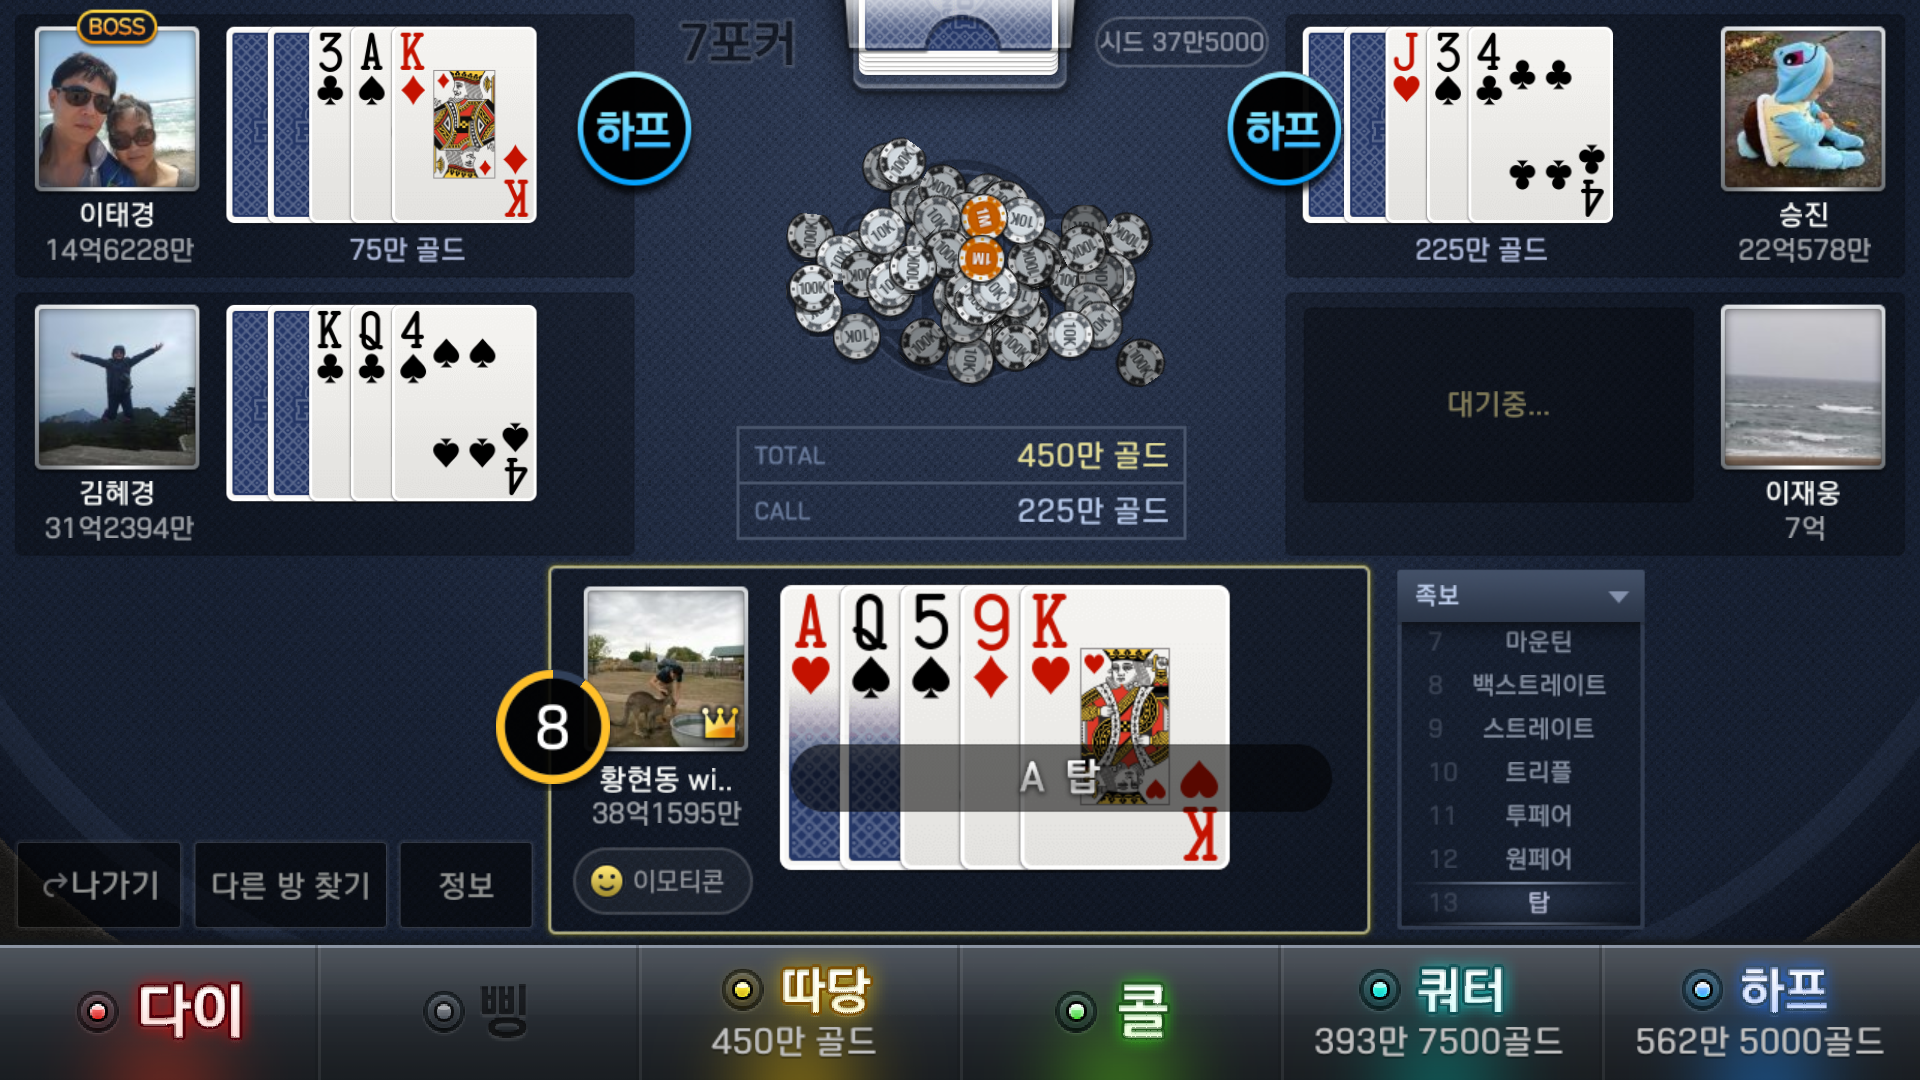 BOSS
7포커
시드 37만5000
3 A K
K
하프
하프
J 3 4
4
이태경
14억6228만
75만 골드
225만 골드
승진
22억578만
K Q 4
4
김혜경
31억2394만
TOTAL 450만 골드
CALL 225만 골드
대기중...
이재웅
7억
8
황현동 wi..
38억1595만
이모티콘
A Q 5 9 K
A 탑
K
족보
7 마운틴
8 백스트레이트
9 스트레이트
10 트리플
11 투페어
12 원페어
13 탑
나가기
다른 방 찾기
정보
다이
삥
따당
450만 골드
콜
쿼터
393만 7500골드
하프
562만 5000골드